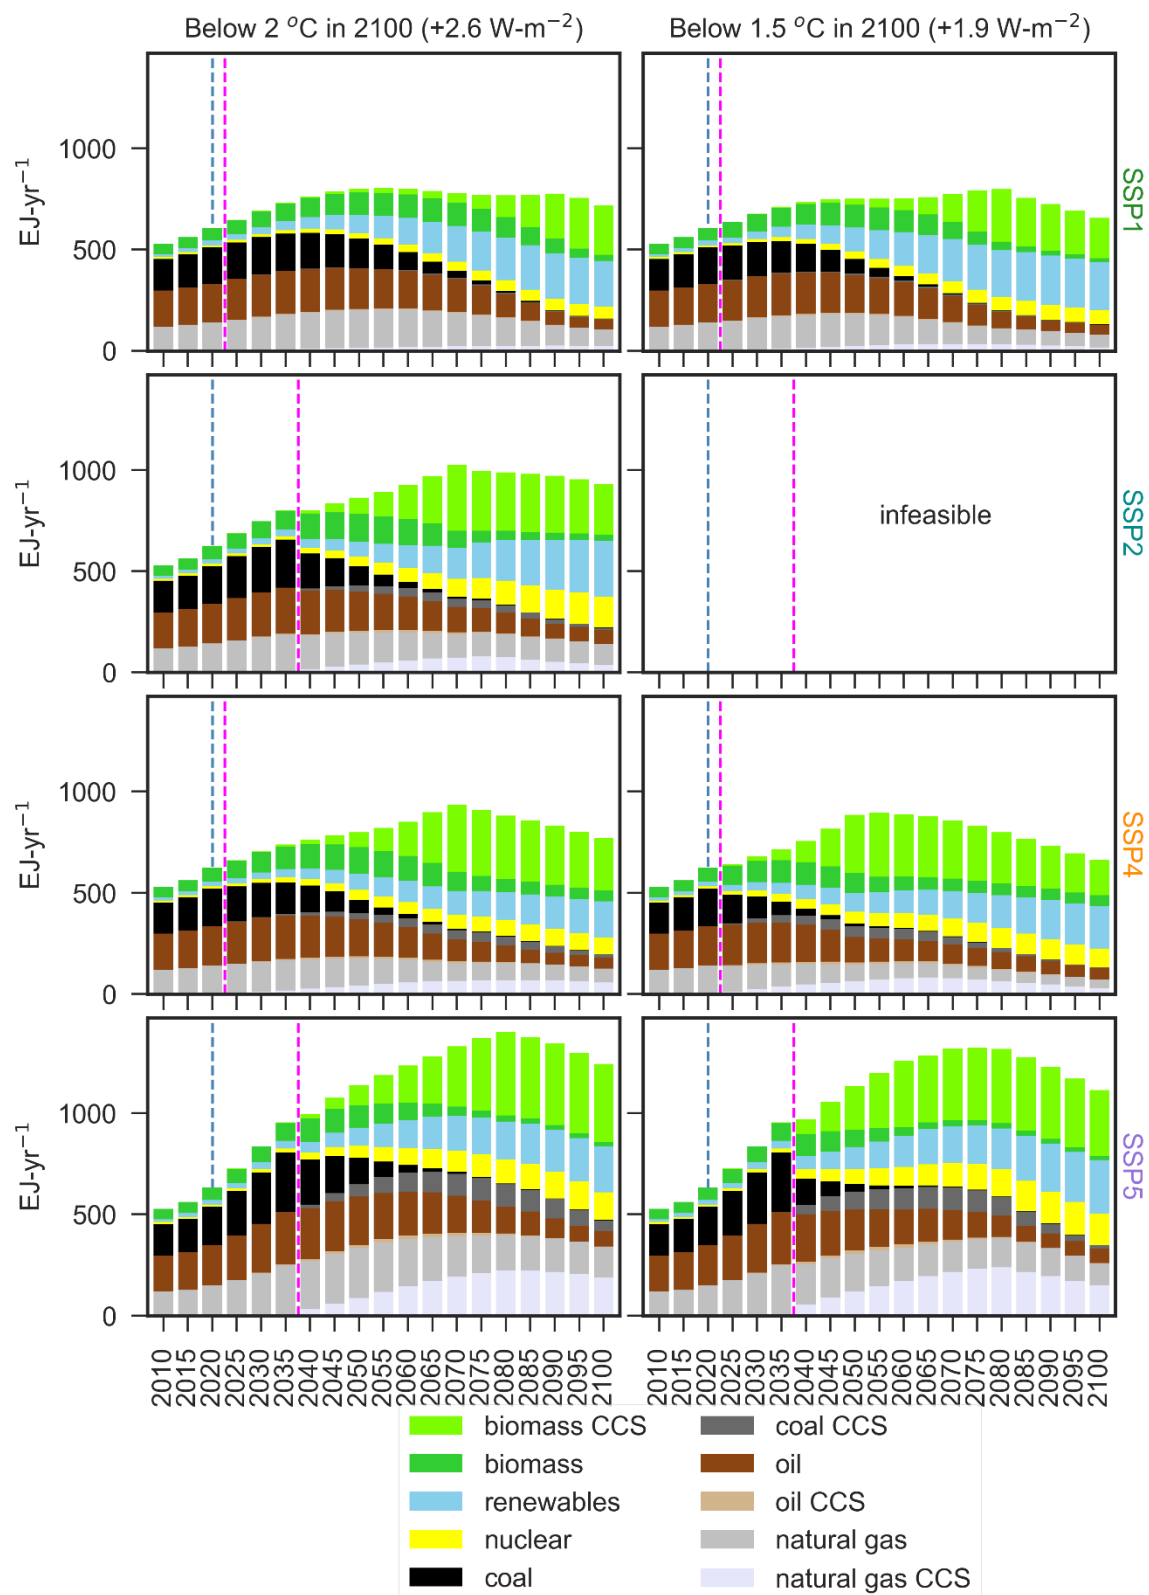 Below 2 °C in 2100 (+2.6 W-m⁻²)
Below 1.5 °C in 2100 (+1.9 W-m⁻²)
EJ-yr⁻¹
1000
500
0
SSP1
EJ-yr⁻¹
1000
500
0
infeasible
SSP2
EJ-yr⁻¹
1000
500
0
SSP4
EJ-yr⁻¹
1000
500
0
SSP5
2010 2015 2020 2025 2030 2035 2040 2045 2050 2055 2060 2065 2070 2075 2080 2085 2090 2095 2100
2010 2015 2020 2025 2030 2035 2040 2045 2050 2055 2060 2065 2070 2075 2080 2085 2090 2095 2100
biomass CCS
biomass
renewables
nuclear
coal
coal CCS
oil
oil CCS
natural gas
natural gas CCS